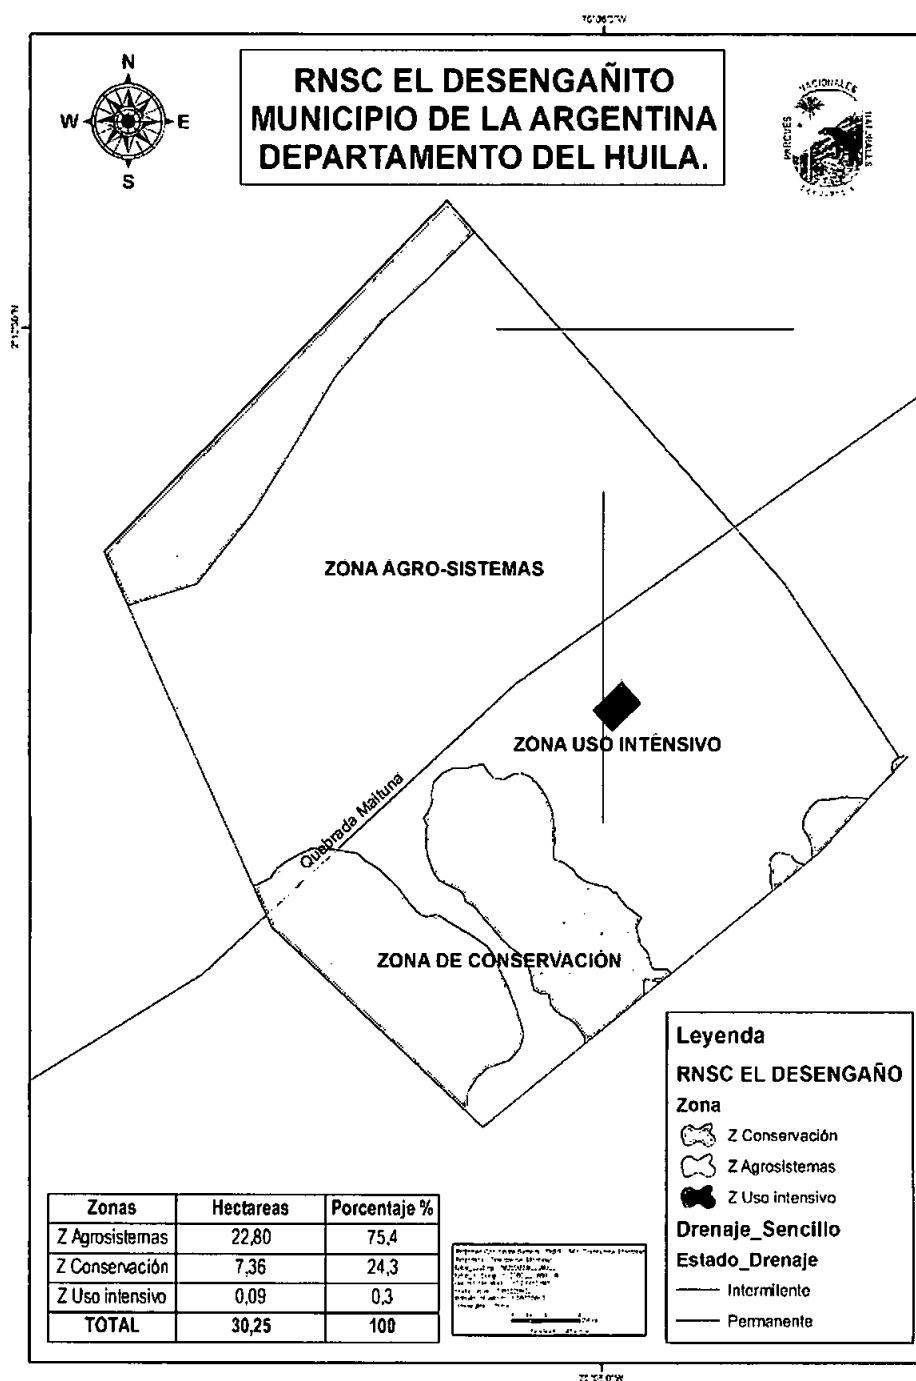 N
W
E
S
RNSC EL DESENGAÑITO
MUNICIPIO DE LA ARGENTINA
DEPARTAMENTO DEL HUILA.
PARQUES
NACIONALES
ZONA AGRO-SISTEMAS
ZONA USO INTENSIVO
Quebrada Maituna
ZONA DE CONSERVACIÓN
Leyenda
RNSC EL DESENGAÑO
Zona
Z Conservación
Z Agrosistemas
Z Uso intensivo
Drenaje_Sencillo
Estado_Drenaje
Intermitente
Permanente
Zonas Hectareas Porcentaje %
Z Agrosistemas 22,80 75,4
Z Conservación 7,36 24,3
Z Uso intensivo 0,09 0,3
TOTAL 30,25 100